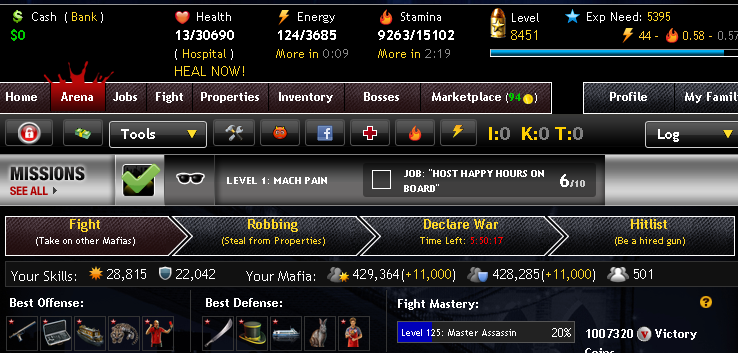 Cash ( Bank )
$0
Health
13/30690
( Hospital )
HEAL NOW!
Energy
124/3685
More in 0:09
Stamina
9263/15102
More in 2:19
Level
8451
Exp Need: 5395
44 - 0.58 - 0.57
Home Arena Jobs Fight Properties Inventory Bosses Marketplace (94) Profile My Famil
Tools I:0 K:0 T:0 Log
MISSIONS
SEE ALL
LEVEL 1: MACH PAIN
JOB: "HOST HAPPY HOURS ON
BOARD"
6/10
Fight
(Take on other Mafias)
Robbing
(Steal from Properties)
Declare War
Time Left: 5:50:17
Hitlist
(Be a hired gun)
Your Skills: 28,815 22,042 Your Mafia: 429,364(+11,000) 428,285(+11,000) 501
Best Offense:
Best Defense:
Fight Mastery:
Level 125: Master Assassin 20%
1007320 Victory
Coins